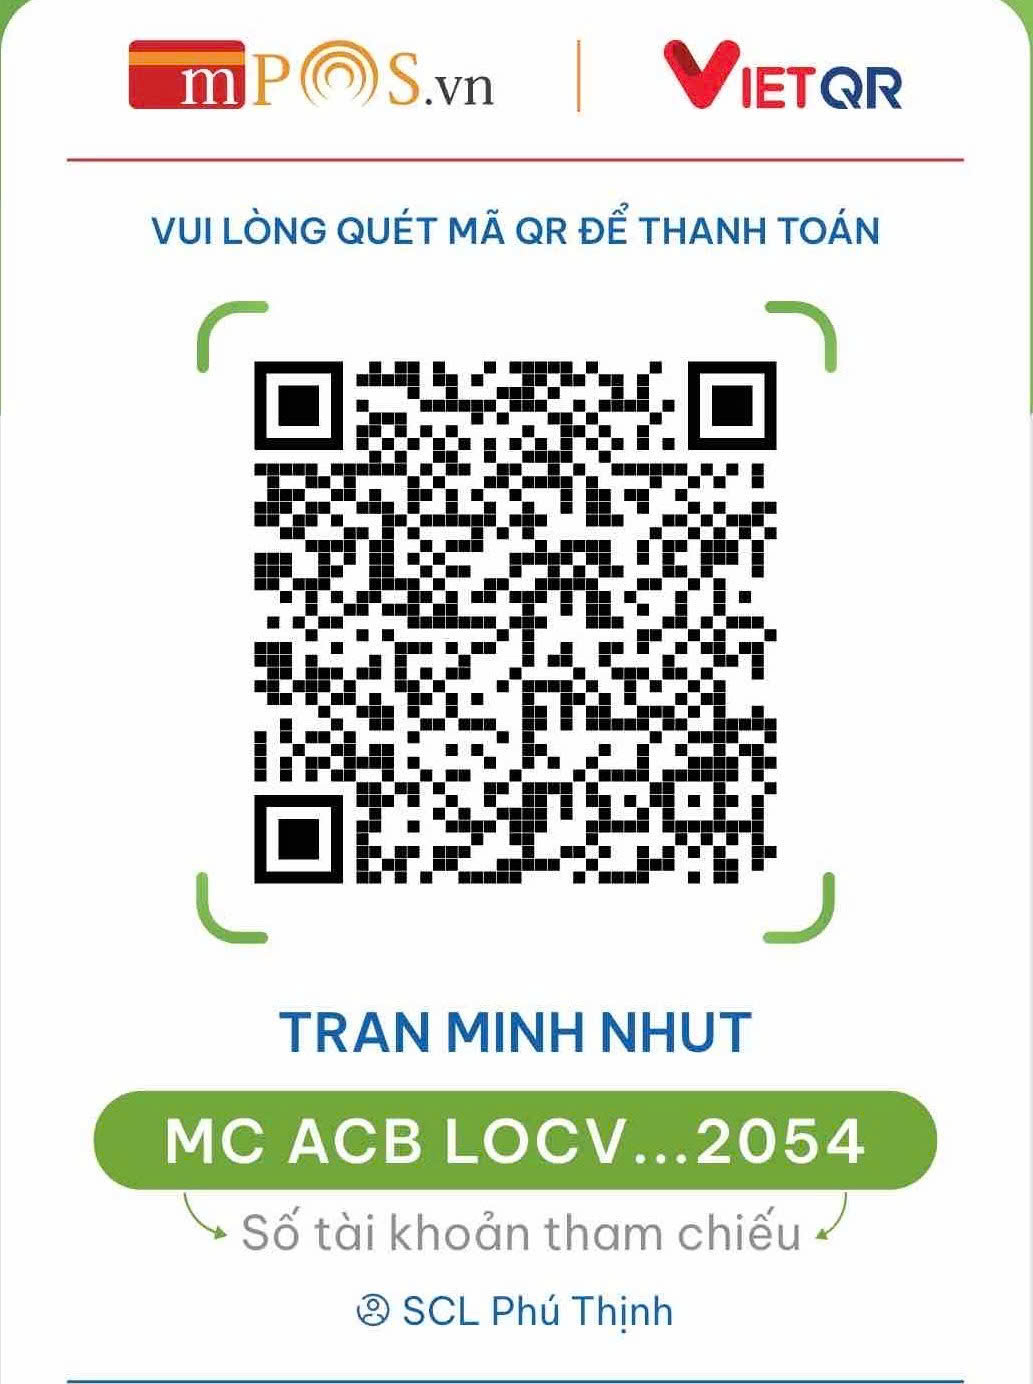 mPOS.vn | VIETQR
VUI LÒNG QUÉT MÃ QR ĐỂ THANH TOÁN
TRAN MINH NHUT
MC ACB LOCV...2054
Số tài khoản tham chiếu
SCL Phú Thịnh